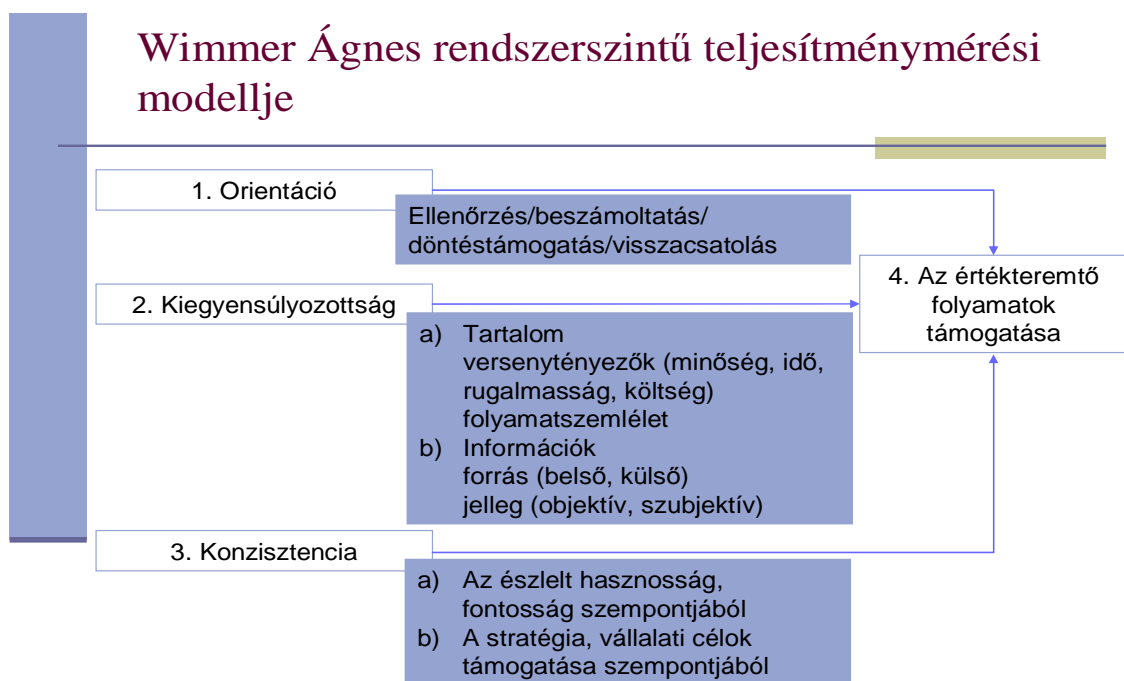 Wimmer Ágnes rendszerszintű teljesítménymérési
modellje
1. Orientáció
Ellenőrzés/beszámoltatás/
döntéstámogatás/visszacsatolás
2. Kiegyensúlyozottság
a) Tartalom
versenytényezők (minőség, idő,
rugalmasság, költség)
folyamatszemlélet
b) Információk
forrás (belső, külső)
jelleg (objektív, szubjektív)
3. Konzisztencia
a) Az észlelt hasznosság,
fontosság szempontjából
b) A stratégia, vállalati célok
támogatása szempontjából
4. Az értékteremtő
folyamatok
támogatása